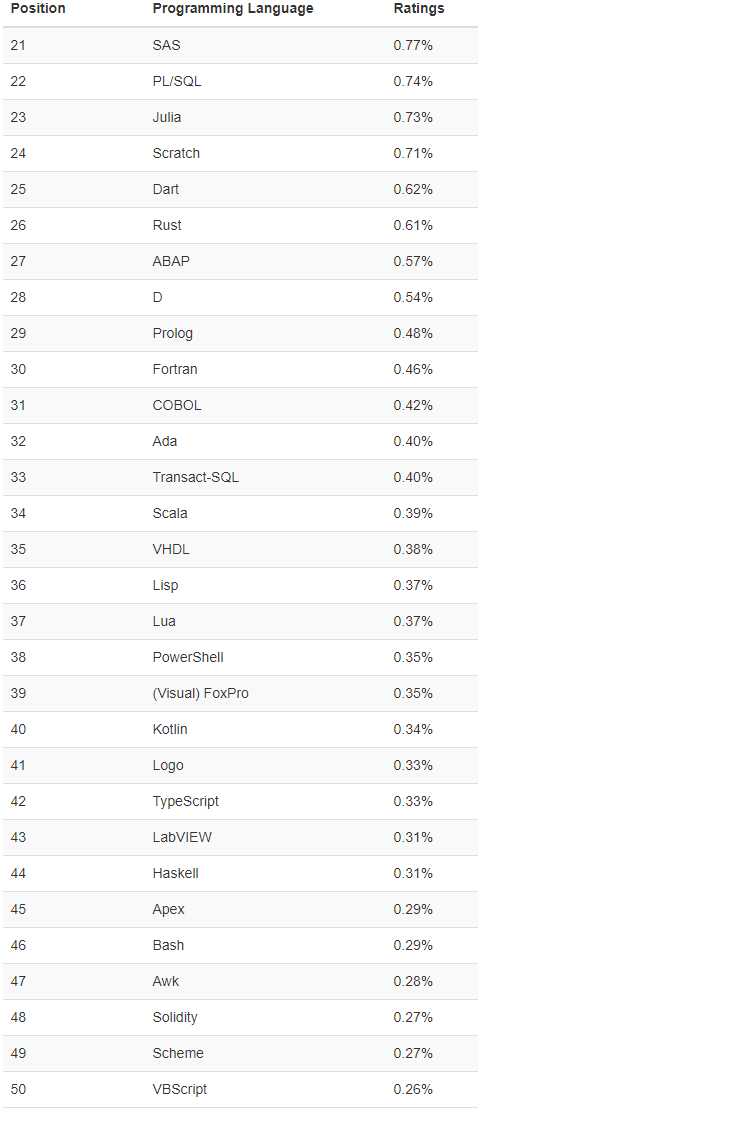 Position Programming Language Ratings
21 SAS 0.77%
22 PL/SQL 0.74%
23 Julia 0.73%
24 Scratch 0.71%
25 Dart 0.62%
26 Rust 0.61%
27 ABAP 0.57%
28 D 0.54%
29 Prolog 0.48%
30 Fortran 0.46%
31 COBOL 0.42%
32 Ada 0.40%
33 Transact-SQL 0.40%
34 Scala 0.39%
35 VHDL 0.38%
36 Lisp 0.37%
37 Lua 0.37%
38 PowerShell 0.35%
39 (Visual) FoxPro 0.35%
40 Kotlin 0.34%
41 Logo 0.33%
42 TypeScript 0.33%
43 LabVIEW 0.31%
44 Haskell 0.31%
45 Apex 0.29%
46 Bash 0.29%
47 Awk 0.28%
48 Solidity 0.27%
49 Scheme 0.27%
50 VBScript 0.26%